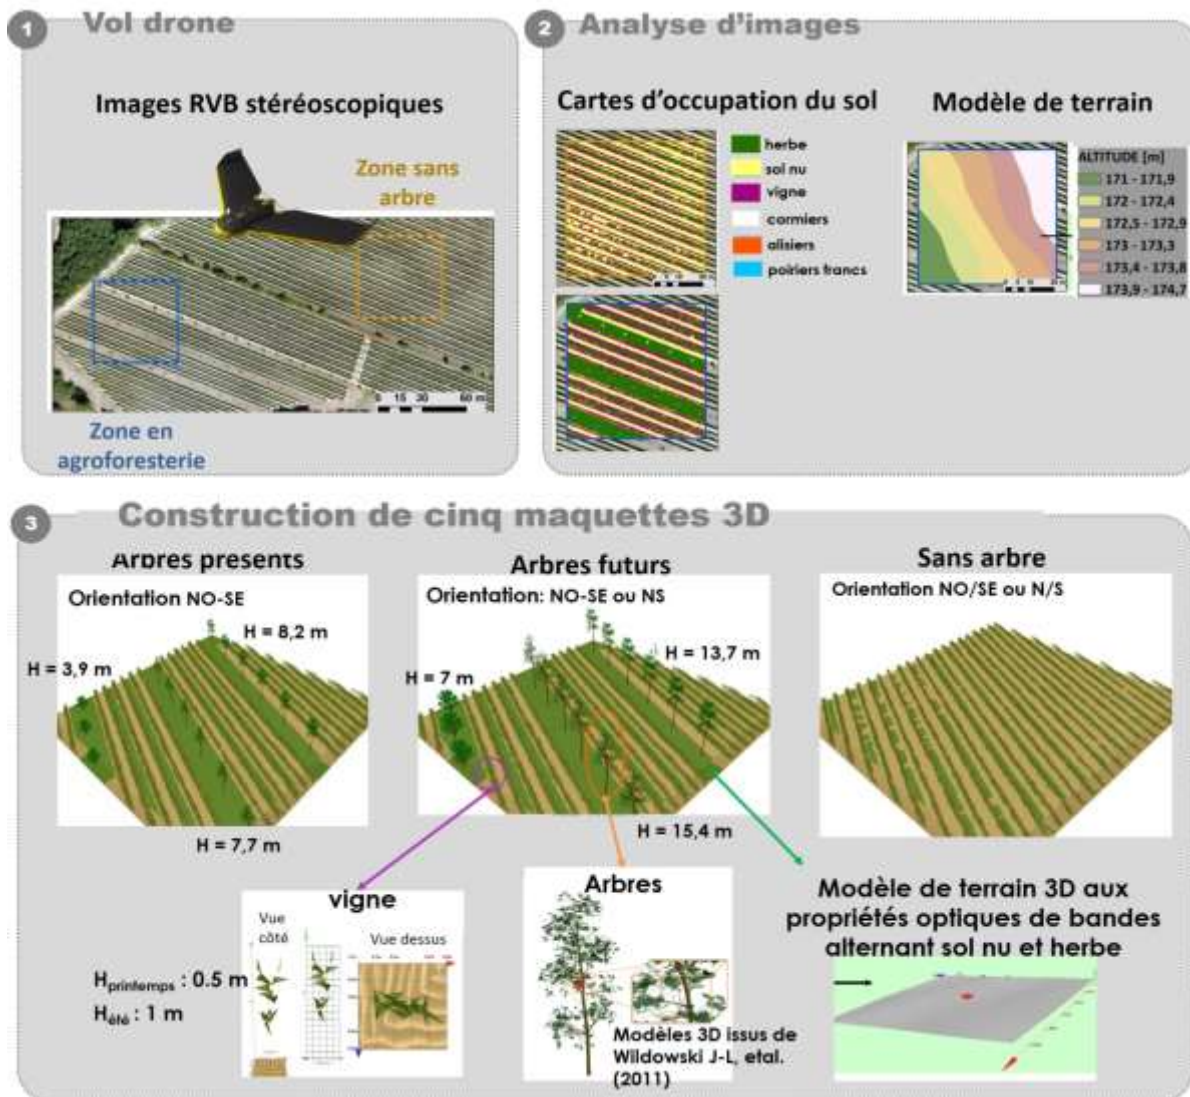 1 Vol drone
Images RVB stéréoscopiques
Zone sans
arbre
0 15 30 60 m
Zone en
agroforesterie
2 Analyse d'images
Cartes d'occupation du sol
herbe
sol nu
vigne
cormiers
alisiers
poiriers francs
Modèle de terrain
ALTITUDE [m]
171 - 171,9
172 - 172,4
172,5 - 172,9
173 - 173,3
173,4 - 173,8
173,9 - 174,7
3 Construction de cinq maquettes 3D
Arbres présents
Orientation NO-SE
H = 8,2 m
H = 3,9 m
H = 7,7 m
Arbres futurs
Orientation: NO-SE ou NS
H = 13,7 m
H = 7 m
H = 15,4 m
Sans arbre
Orientation NO/SE ou N/S
vigne
Vue
côté
Vue dessus
Hprintemps : 0.5 m
Hété : 1 m
Arbres
Modèles 3D issus de
Wildowski J-L, etal.
(2011)
Modèle de terrain 3D aux
propriétés optiques de bandes
alternant sol nu et herbe